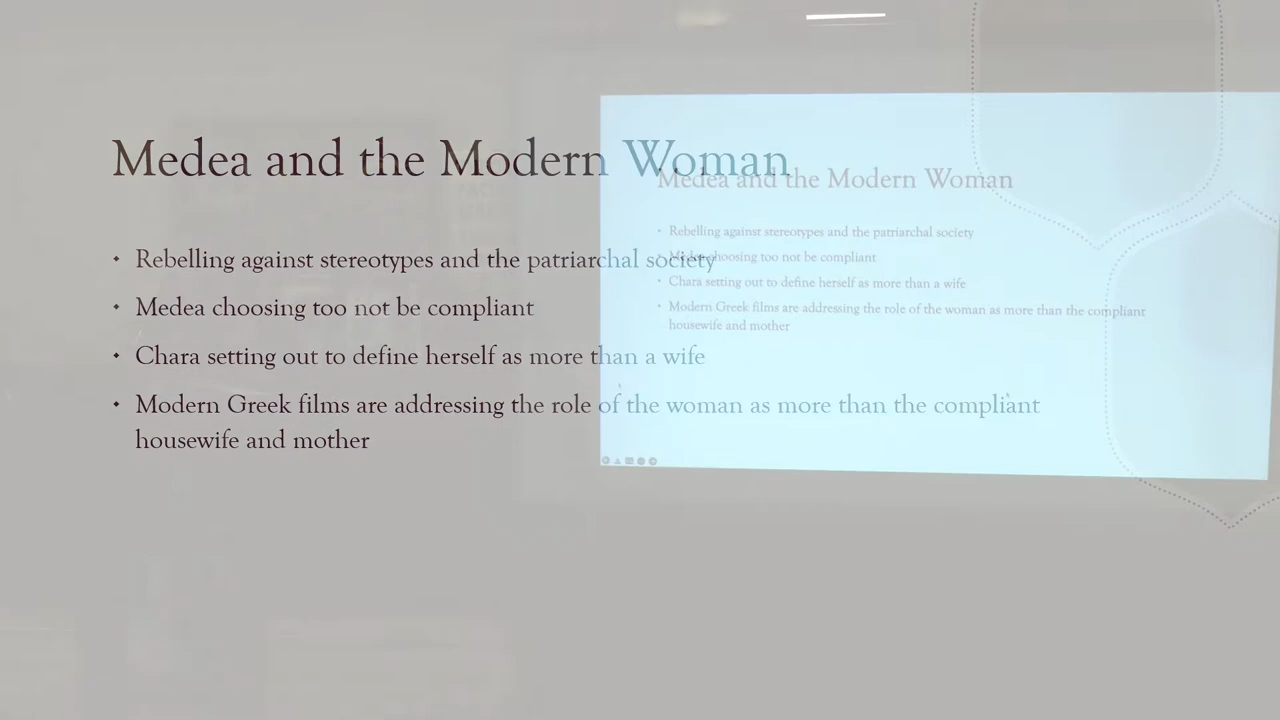 Medea and the Modern Woman
• Rebelling against stereotypes and the patriarchal society
• Medea choosing too not be compliant
• Chara setting out to define herself as more than a wife
• Modern Greek films are addressing the role of the woman as more than the compliant
housewife and mother
Medea and the Modern Woman
• Rebelling against stereotypes and the patriarchal society
• Medea choosing too not be compliant
• Chara setting out to define herself as more than a wife
• Modern Greek films are addressing the role of the woman as more than the compliant
housewife and mother